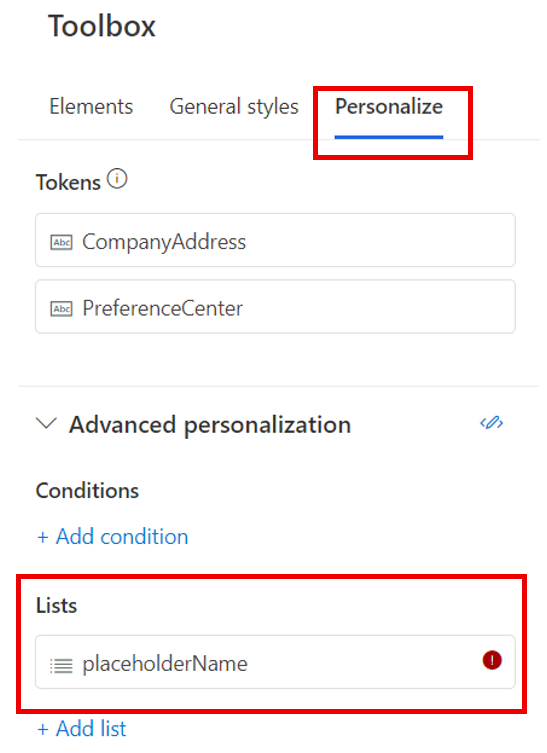 Toolbox
Elements General styles Personalize
Tokens
Abc CompanyAddress
Abc PreferenceCenter
Advanced personalization
Conditions
+ Add condition
Lists
placeholderName
+ Add list